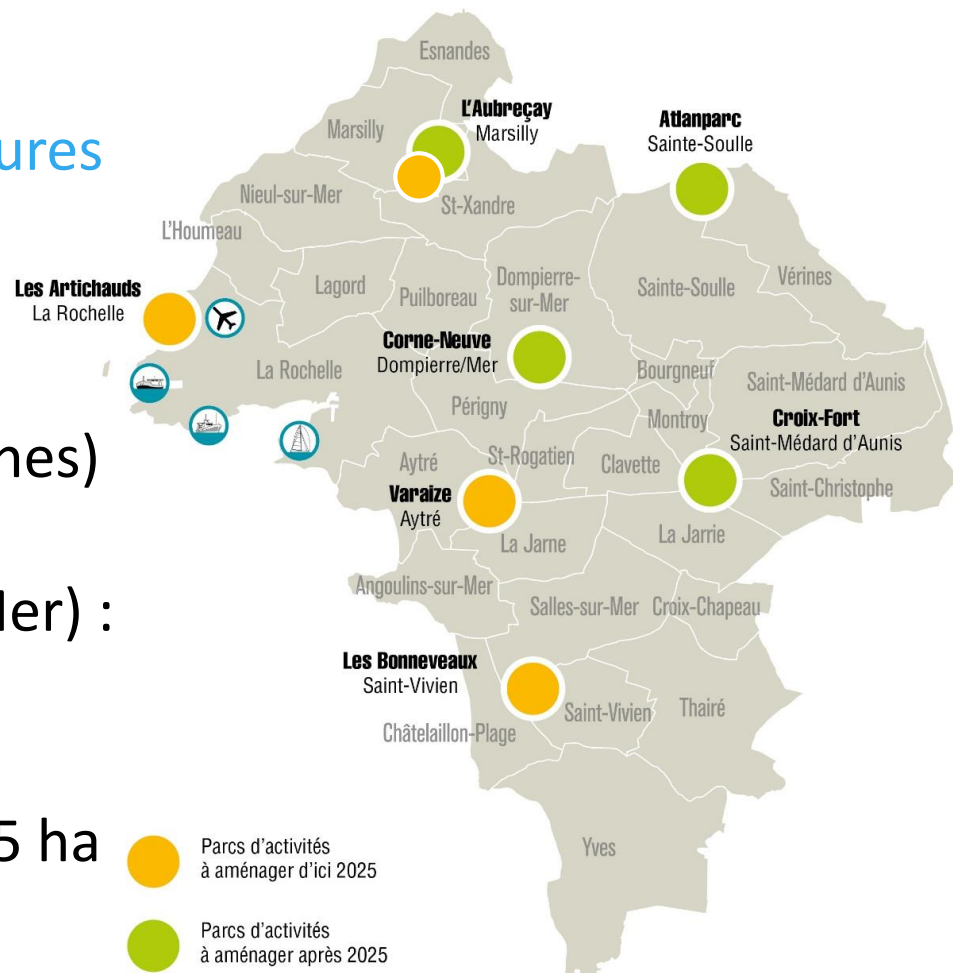 Esnandes
L'Aubreçay
Marsilly
Marsilly
Atlanparc
Sainte-Soulle
ures
Nieul-sur-Mer
St-Xandre
L'Houmeau
Les Artichauds
La Rochelle
Lagord
Puilboreau
Dompierre-
sur-Mer
Sainte-Soulle
Vérines
Corne-Neuve
Dompierre/Mer
La Rochelle
Bourgneuf
Saint-Médard d'Aunis
Périgny
Montroy
Croix-Fort
Saint-Médard d'Aunis
nes)
Aytré
St-Rogatien
Clavette
Saint-Christophe
Varaize
Aytré
La Jarne
La Jarrie
Angoulins-sur-Mer
Salles-sur-Mer
Croix-Chapeau
er) :
Les Bonneveaux
Saint-Vivien
Saint-Vivien
Thairé
Châtelaillon-Plage
5 ha
Parcs d'activités
à aménager d'ici 2025
Yves
Parcs d'activités
à aménager après 2025